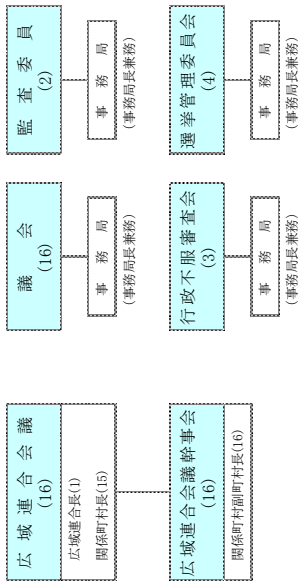 広域連合会議
(16)
広域連合長(1)
関係町村長(15)
広域連合会議幹事会
(16)
関係町村副町村長(16)
議会
(16)
事務局
(事務局長兼務)
行政不服審査会
(3)
事務局
(事務局長兼務)
監査委員
(2)
事務局
(事務局長兼務)
選挙管理委員会
(4)
事務局
(事務局長兼務)